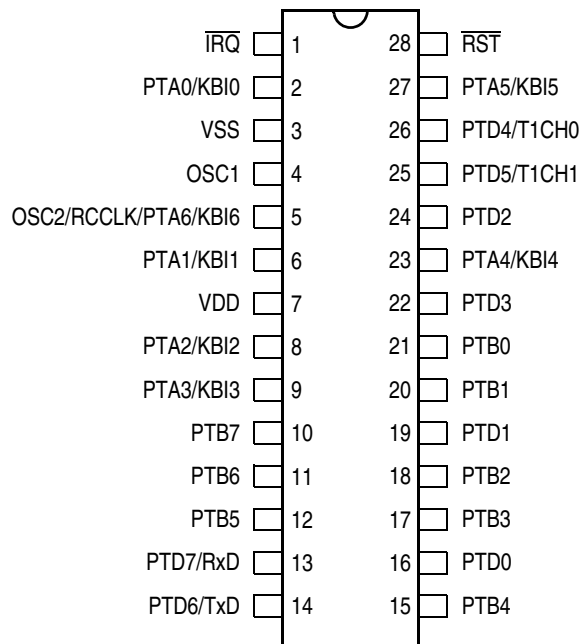 IRQ 1 28 RST
PTA0/KBI0 2 27 PTA5/KBI5
VSS 3 26 PTD4/T1CH0
OSC1 4 25 PTD5/T1CH1
OSC2/RCCLK/PTA6/KBI6 5 24 PTD2
PTA1/KBI1 6 23 PTA4/KBI4
VDD 7 22 PTD3
PTA2/KBI2 8 21 PTB0
PTA3/KBI3 9 20 PTB1
PTB7 10 19 PTD1
PTB6 11 18 PTB2
PTB5 12 17 PTB3
PTD7/RxD 13 16 PTD0
PTD6/TxD 14 15 PTB4